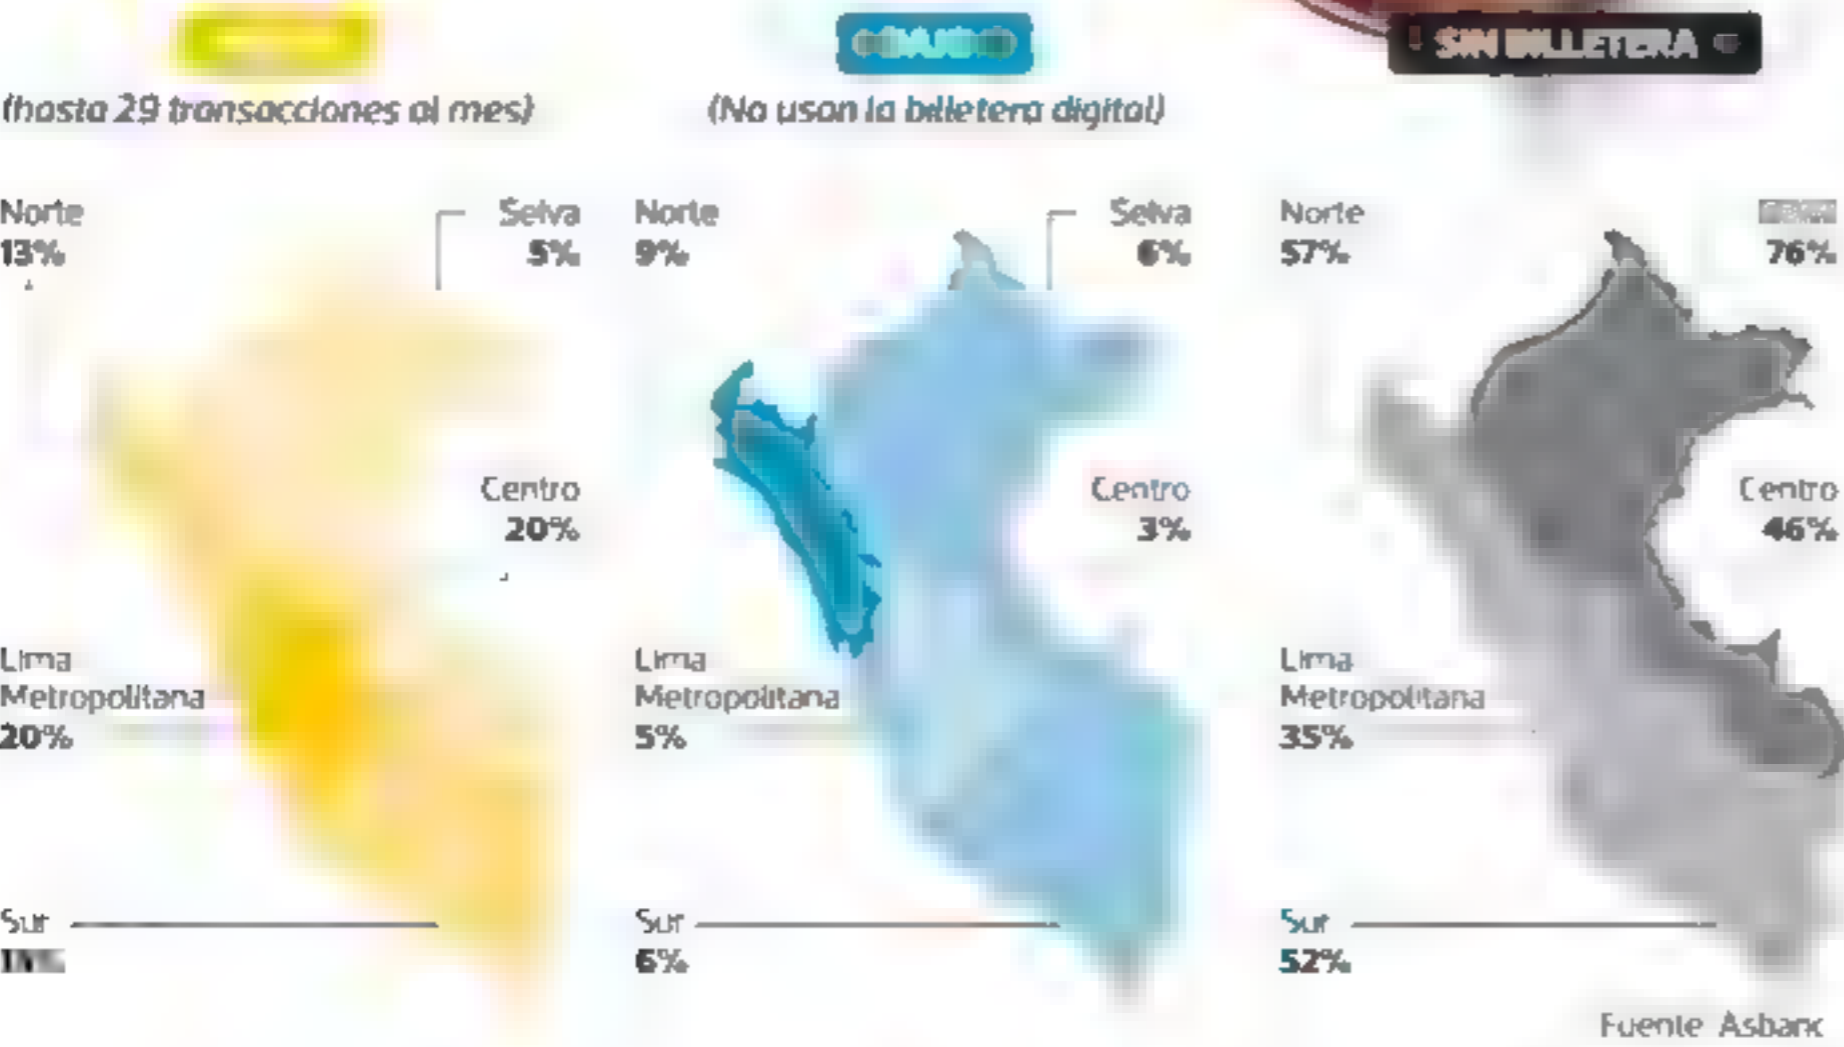 SIN BILLETERA
(hasta 29 transacciones al mes)
(No usan la billetera digital)
Norte
13%
Selva
5%
Centro
20%
Lima
Metropolitana
20%
Sur
Norte
9%
Selva
6%
Centro
3%
Lima
Metropolitana
5%
Sur
6%
Norte
57%
76%
Centro
46%
Lima
Metropolitana
35%
Sur
52%
Fuente Asbanc